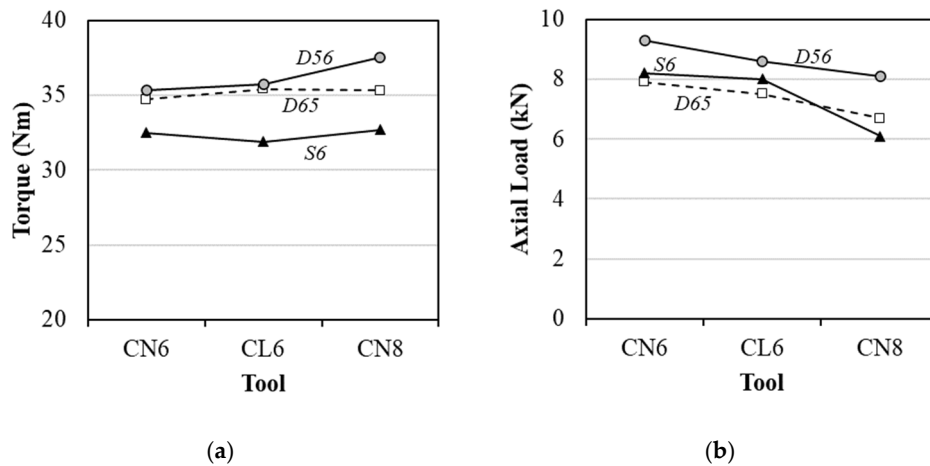 40
35
30
25
20
Torque (Nm)
D56
D65
S6
CN6 CL6 CN8
Tool
(a)
10
8
6
4
2
0
Axial Load (kN)
D56
S6
D65
CN6 CL6 CN8
Tool
(b)